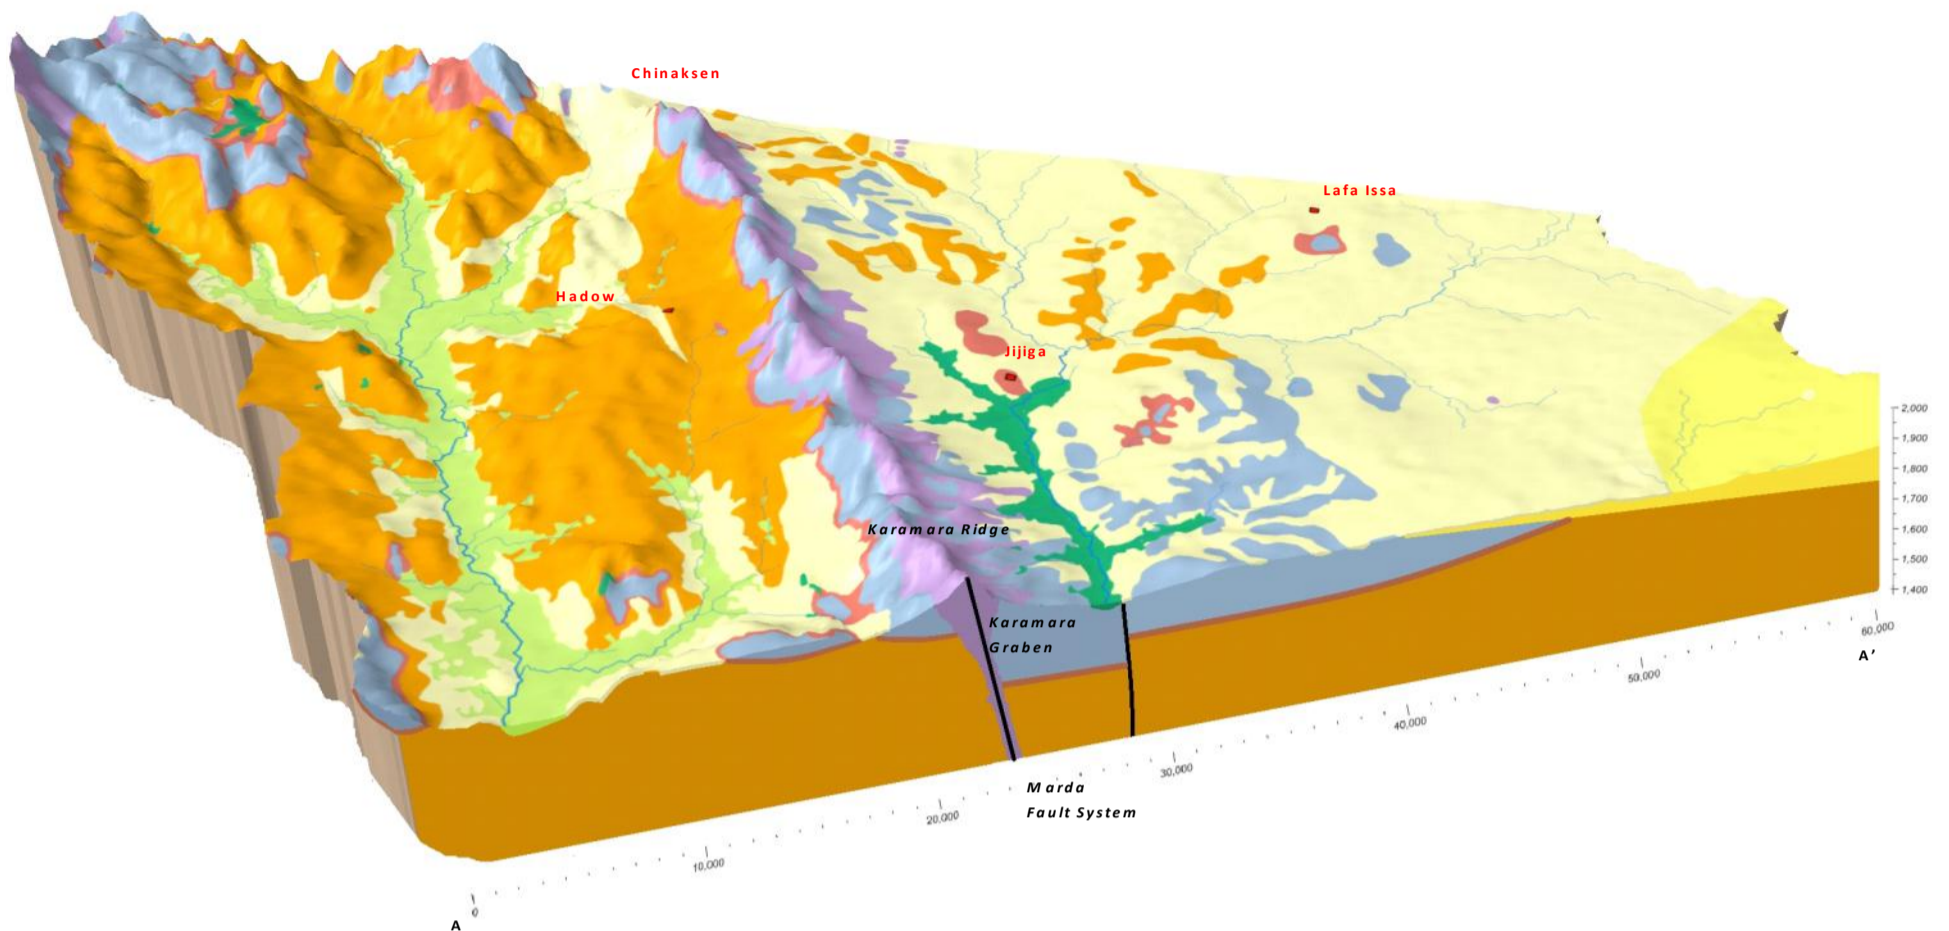 Chinaksen
Lafa Issa
Hadow
Jijiga
2,000
1,900
1,800
1,700
1,600
1,500
1,400
Karamara Ridge
Karamara
Graben
60,000
A’
50,000
40,000
30,000
Marda
Fault System
20,000
10,000
0
A